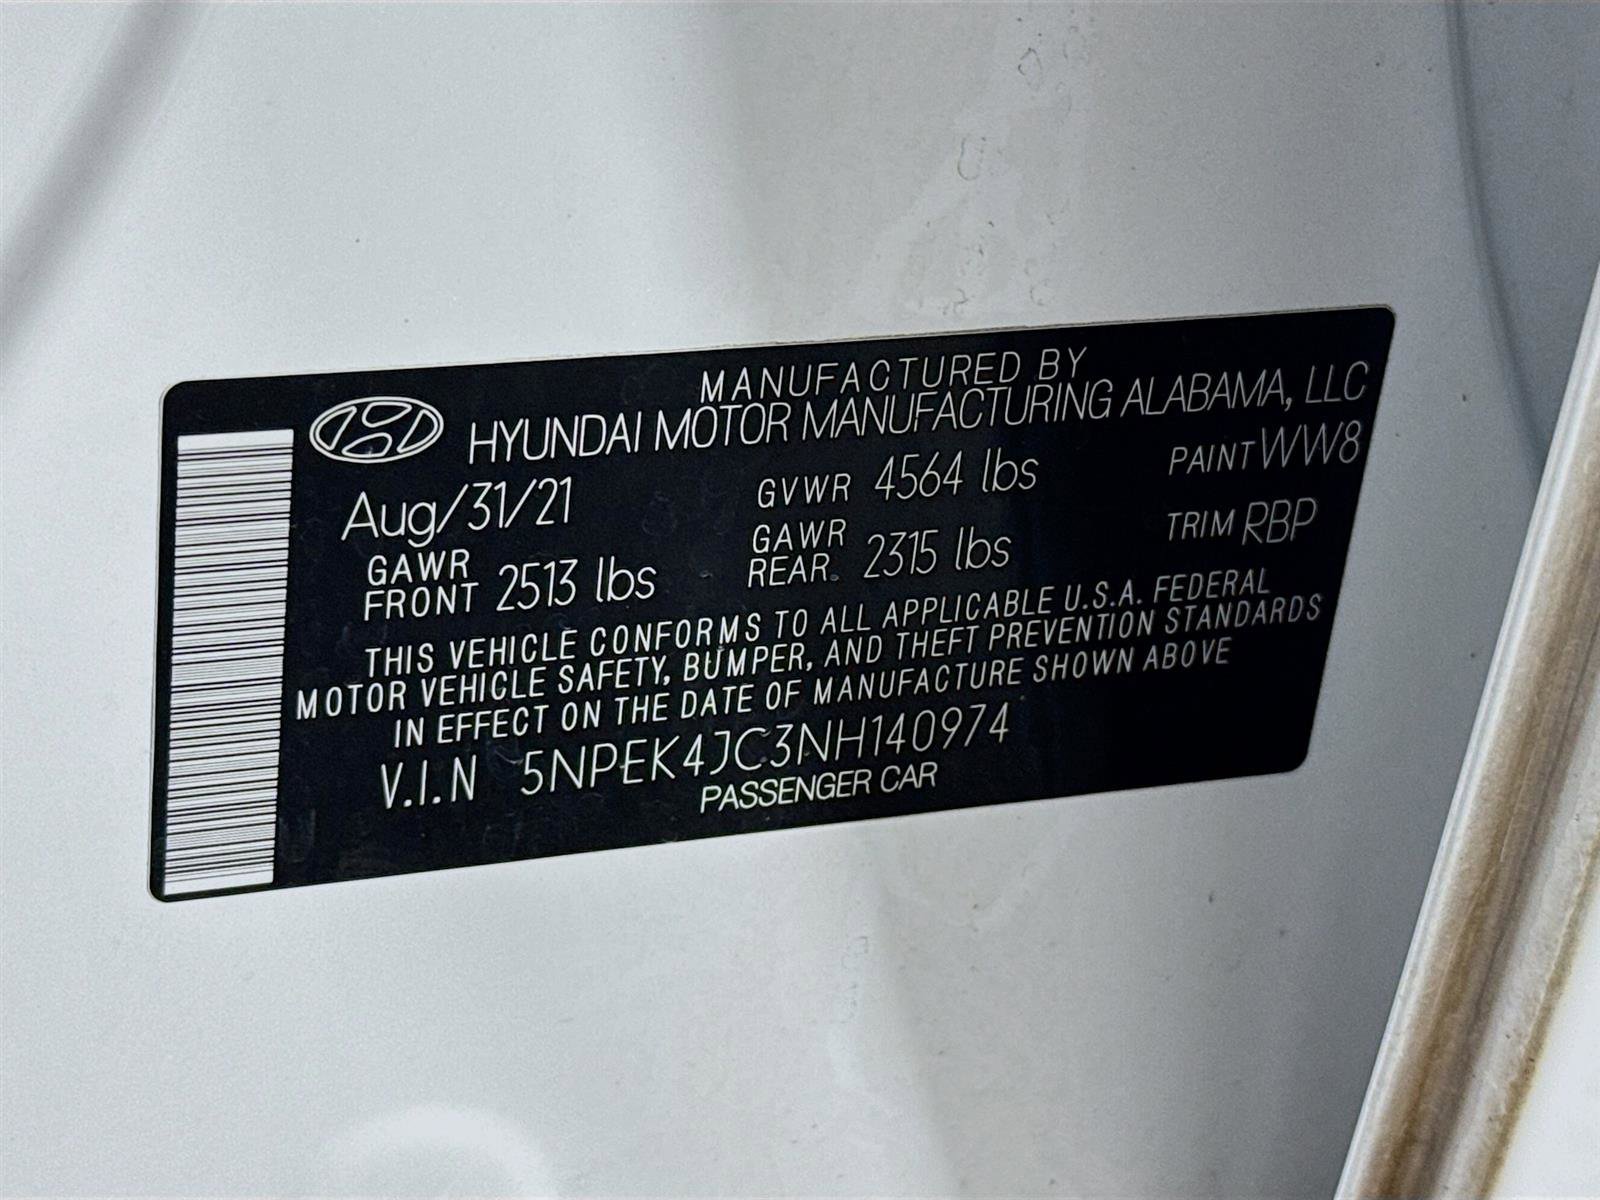 MANUFACTURED BY
HYUNDAI MOTOR MANUFACTURING ALABAMA, LLC
Aug/31/21 GVWR 4564 lbs PAINT WW8
GAWR FRONT 2513 lbs GAWR REAR 2315 lbs TRIM RBP
THIS VEHICLE CONFORMS TO ALL APPLICABLE U.S.A. FEDERAL
MOTOR VEHICLE SAFETY, BUMPER, AND THEFT PREVENTION STANDARDS
IN EFFECT ON THE DATE OF MANUFACTURE SHOWN ABOVE
V.I.N 5NPEK4JC3NH140974
PASSENGER CAR